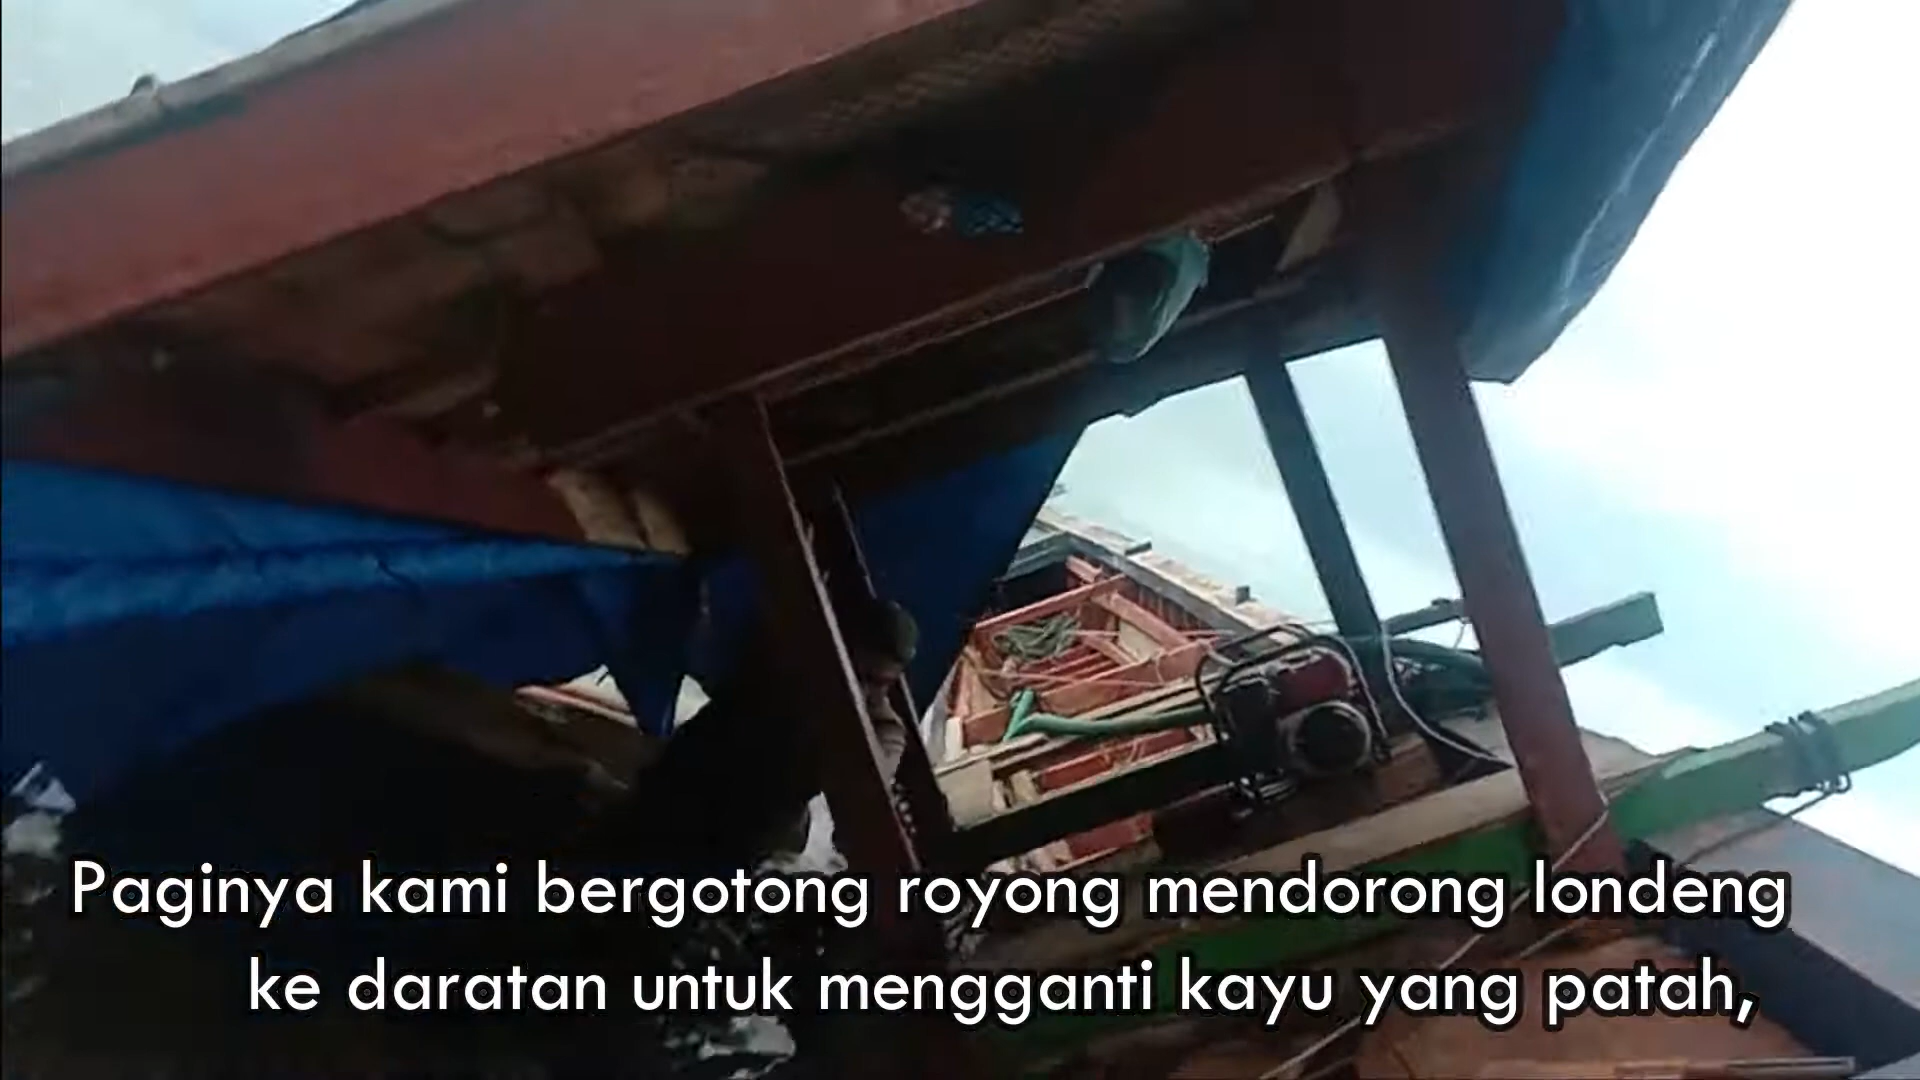 Paginya kami bergotong royong mendorong londeng
ke daratan untuk mengganti kayu yang patah,